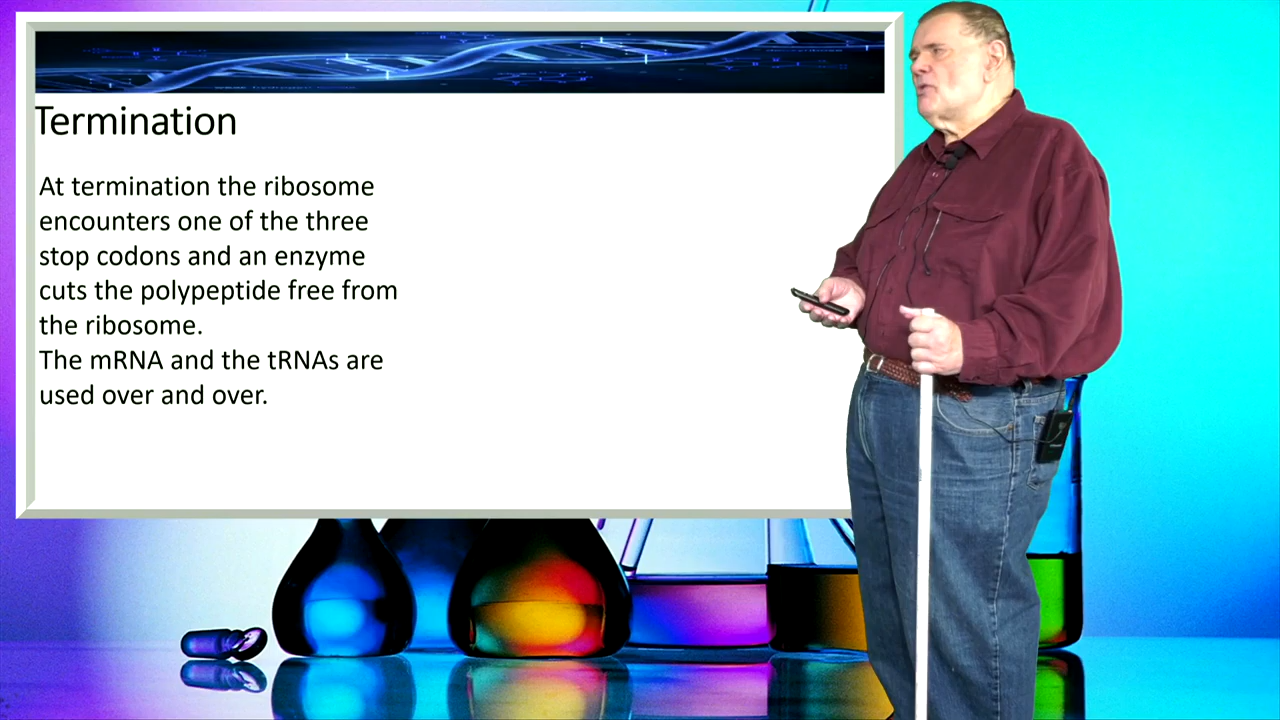 Termination
At termination the ribosome
encounters one of the three
stop codons and an enzyme
cuts the polypeptide free from
the ribosome.
The mRNA and the tRNAs are
used over and over.